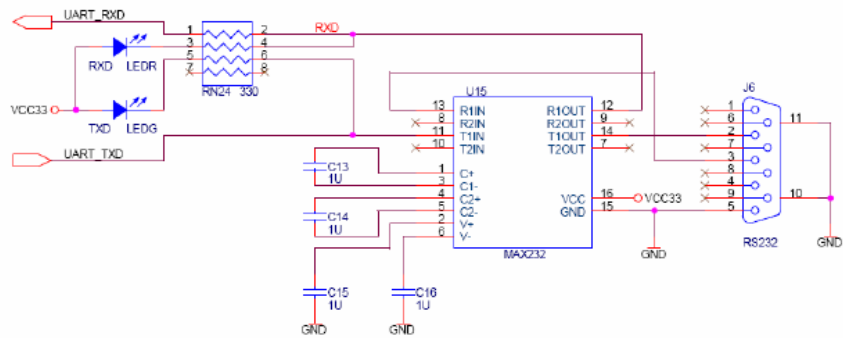 UART_RXD
1 2 RXD
3 4
5 6
7 8
RXD LEDR
RN24 330
VCC33
TXD LEDG
UART_TXD
U15
13 R1IN R1OUT 12
8 R2IN R2OUT 9
11 T1IN T1OUT 14
10 T2IN T2OUT 7
1 C+
3 C1-
4 C2+ VCC 16 VCC33
5 C2- GND 15
2 V+
6 V-
MAX232
C13
1U
C14
1U
C15
1U
GND
C16
1U
GND
GND
J6
1
6
2
7
3
8
4
9
5
11
10
RS232
GND